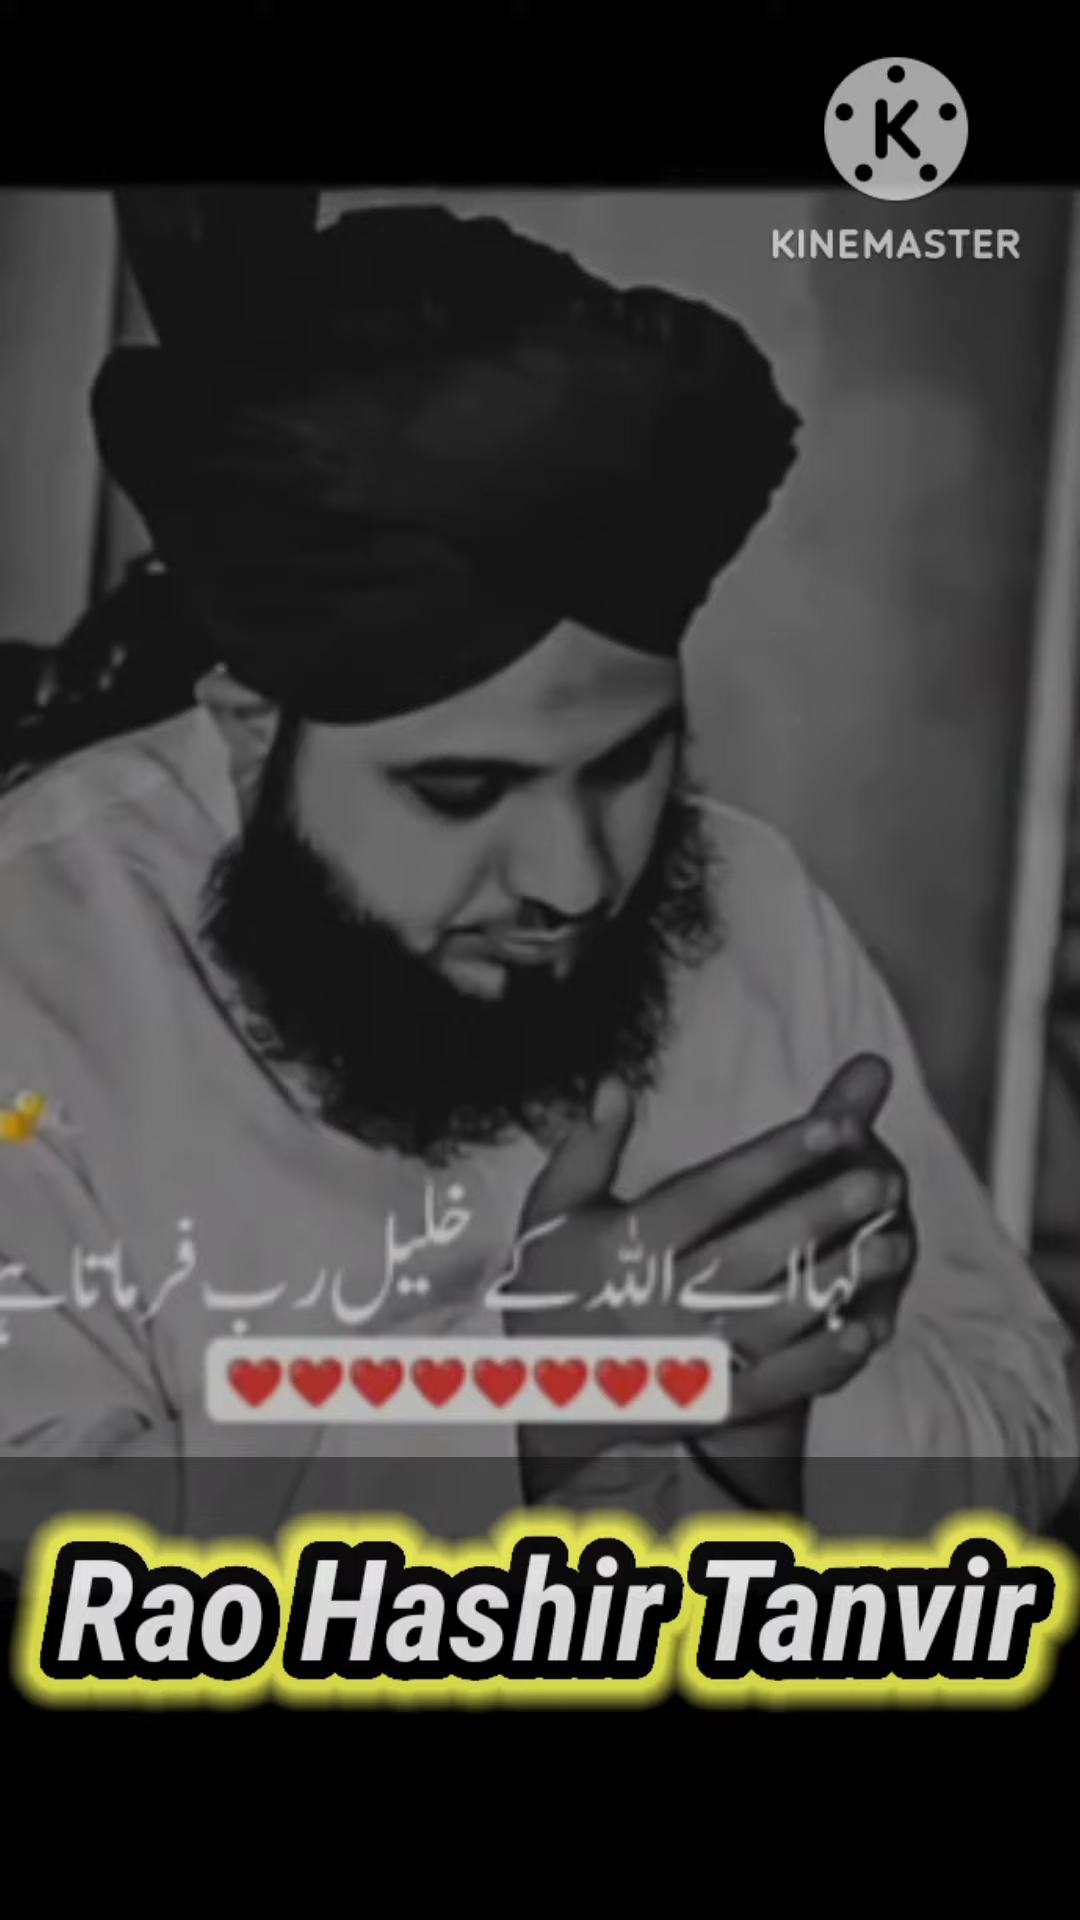 K
KINEMASTER
کہا اے اللہ کے خلیل رب فرماتا ہے
Rao Hashir Tanvir